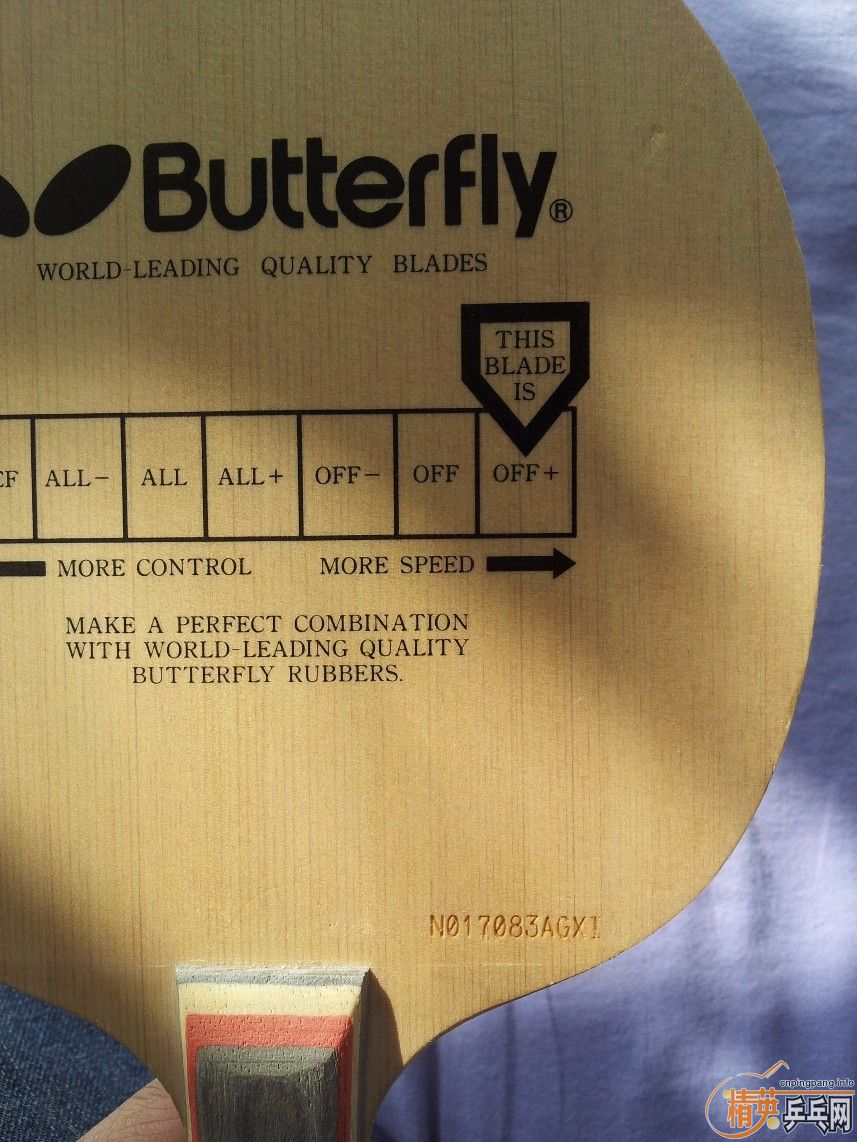 Butterfly®
WORLD-LEADING QUALITY BLADES
THIS
BLADE
IS
ALL- ALL ALL+ OFF- OFF OFF+
MORE CONTROL MORE SPEED
MAKE A PERFECT COMBINATION
WITH WORLD-LEADING QUALITY
BUTTERFLY RUBBERS.
N017083AGXI
cnpingpang.info
精英乒乓网